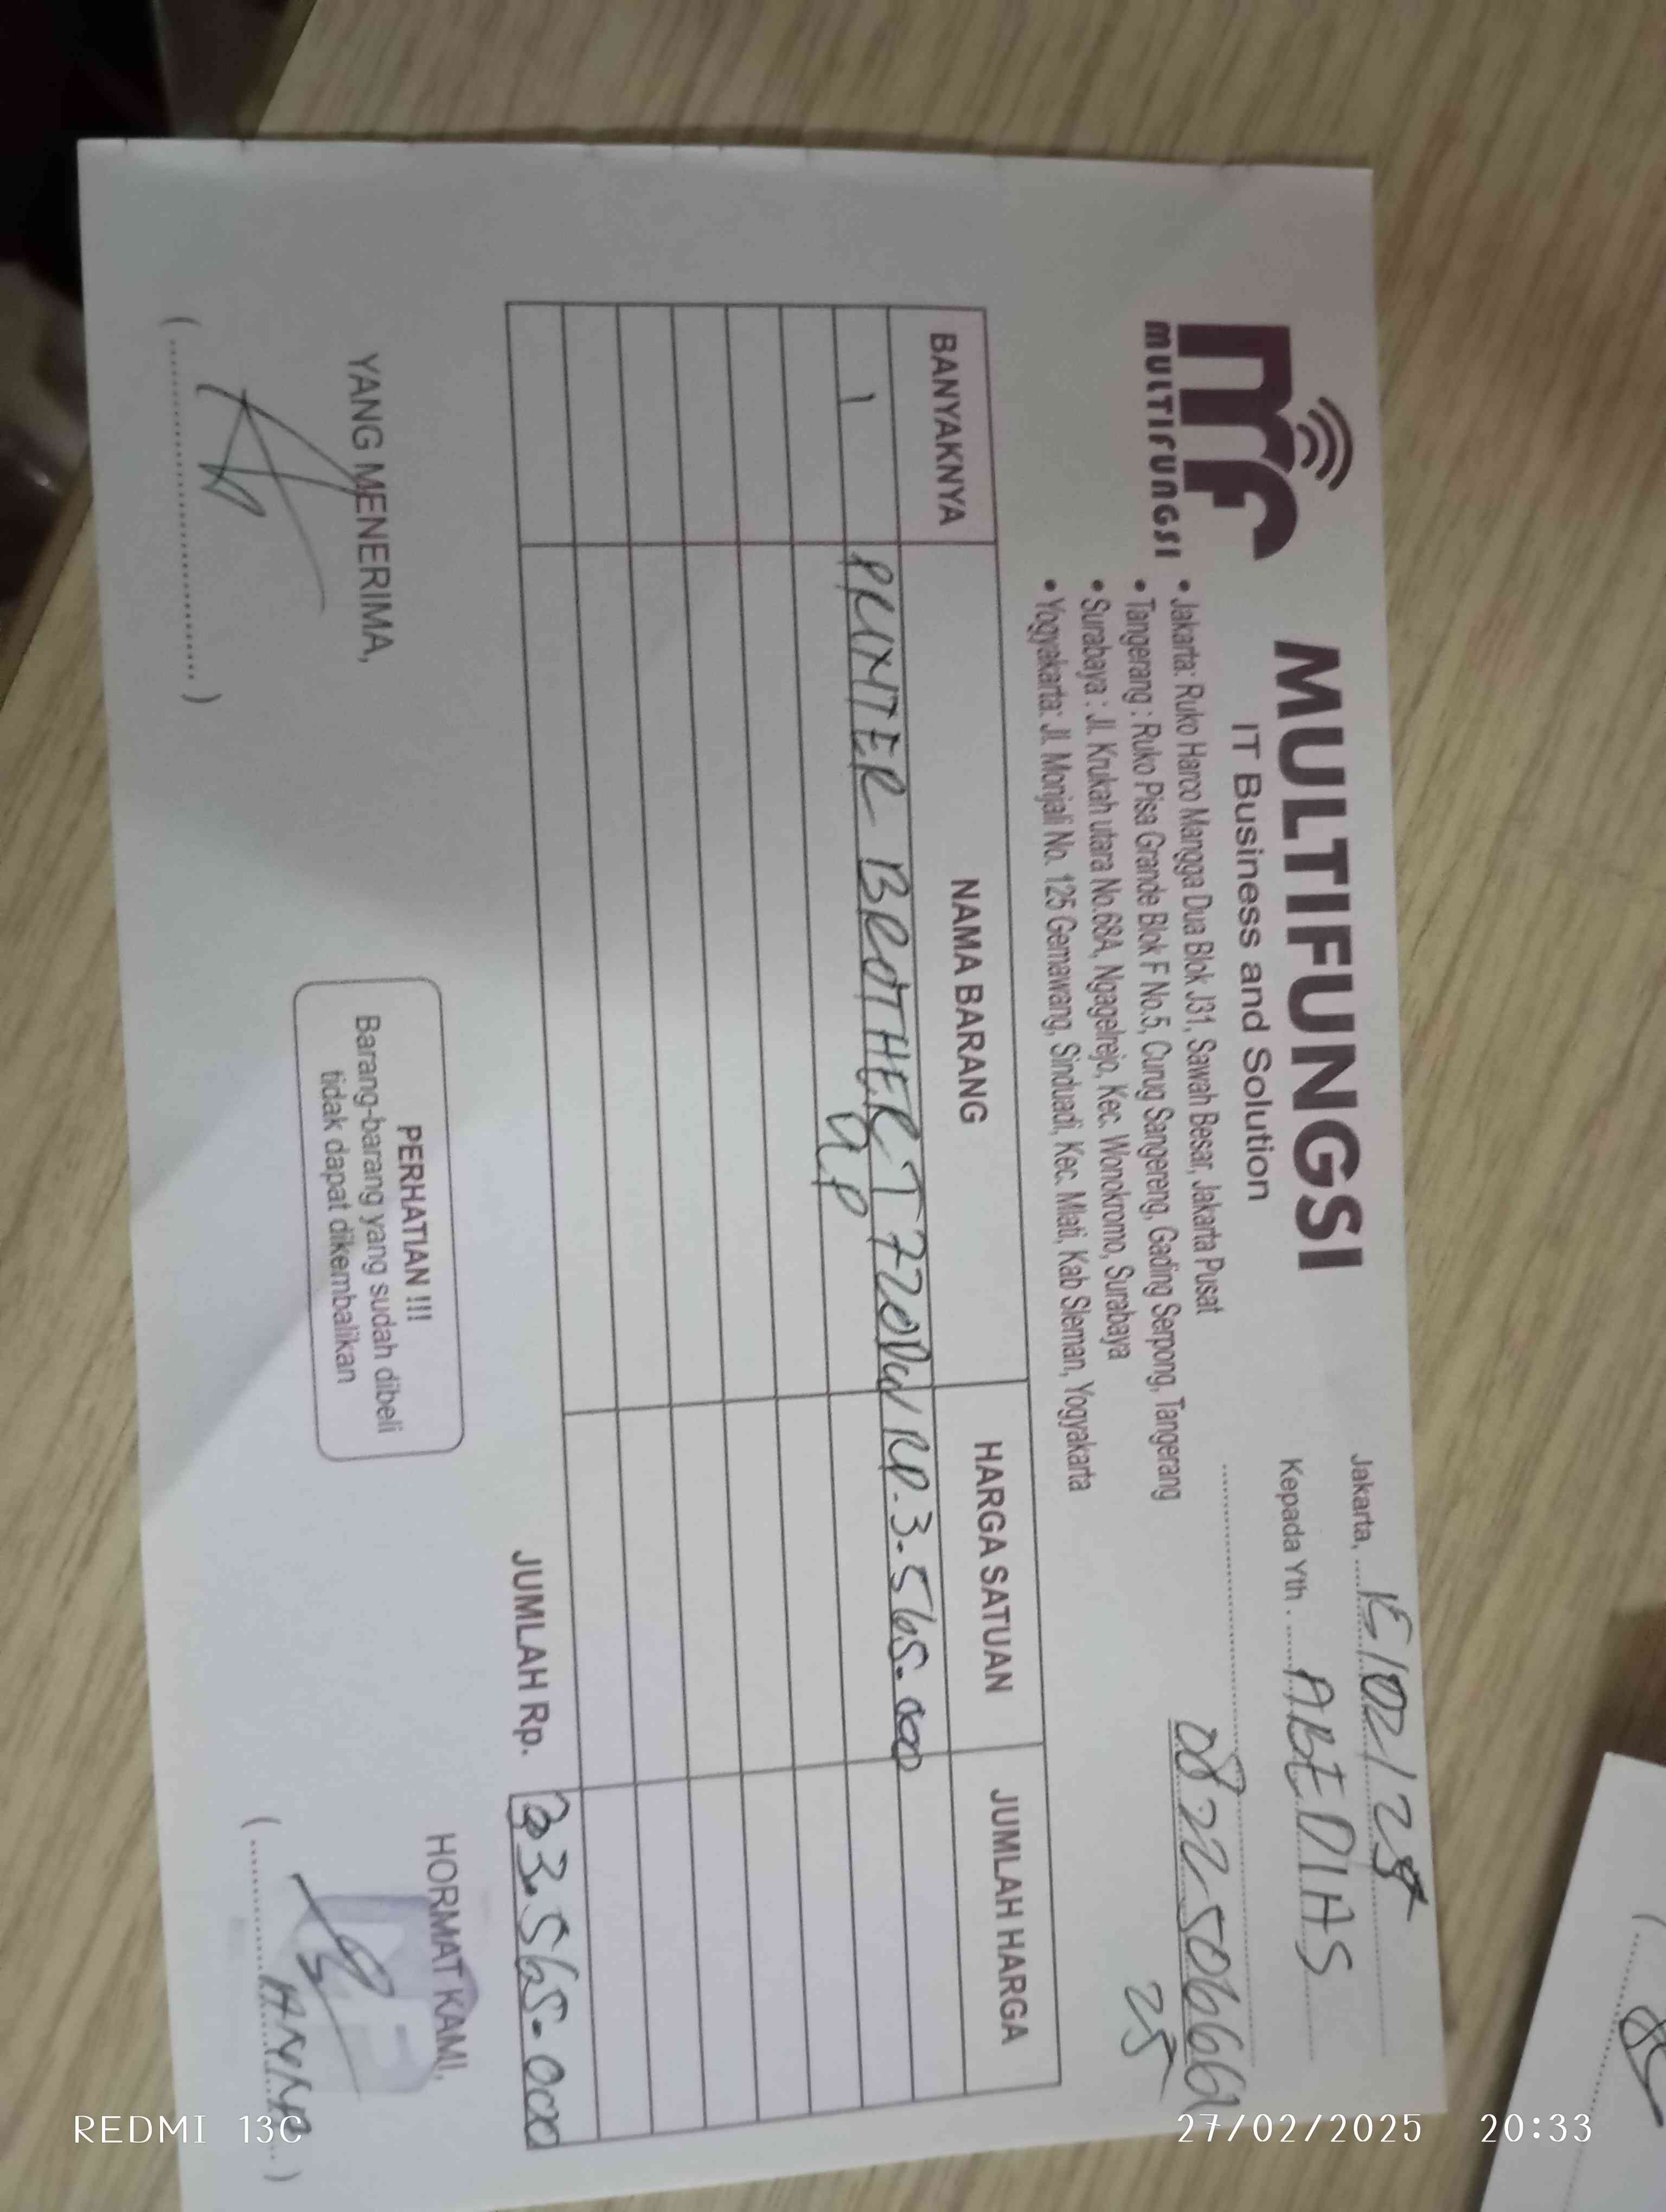 MULTIFUNGSI
MULTIFUNGSI
IT Business and Solution
• Jakarta: Ruko Harco Mangga Dua Blok J31, Sawah Besar, Jakarta Pusat
• Tangerang : Ruko Pisa Grande Blok F No.5, Curug Sangereng, Gading Serpong, Tangerang
• Surabaya : Jl. Krukah utara No.68A, Ngagelrejo, Kec. Wonokromo, Surabaya
• Yogyakarta: Jl. Monjali No. 125 Gemawang, Sinduadi, Kec. Mlati, Kab Sleman, Yogyakarta
Jakarta, /02/25
Kepada Yth . ABEDIAS
25
BANYAKNYA NAMA BARANG HARGA SATUAN JUMLAH HARGA
1 PRINTER BROTHER T720DW RP.3.565.000
JUMLAH Rp. 3.565.000
YANG MENERIMA,
PERHATIAN !!!
Barang-barang yang sudah dibeli
tidak dapat dikembalikan
HORMAT KAMI,
REDMI 13C
27/02/2025 20:33